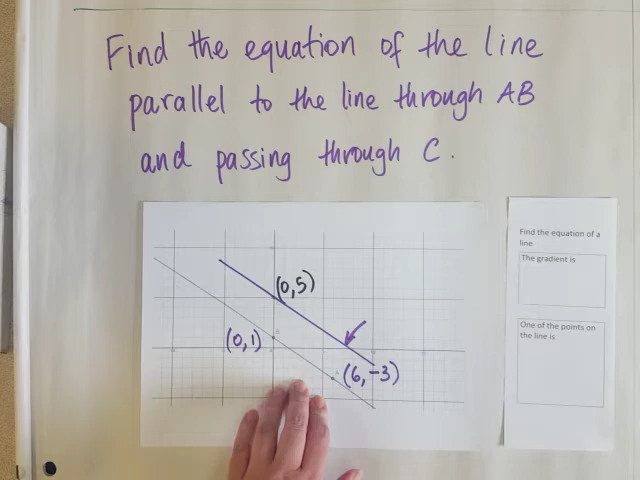 Find the equation of the line
parallel to the line through AB
and passing through C.
(0,5)
(0,1)
(6,-3)
Find the equation of a
line
The gradient is
One of the points on
the line is